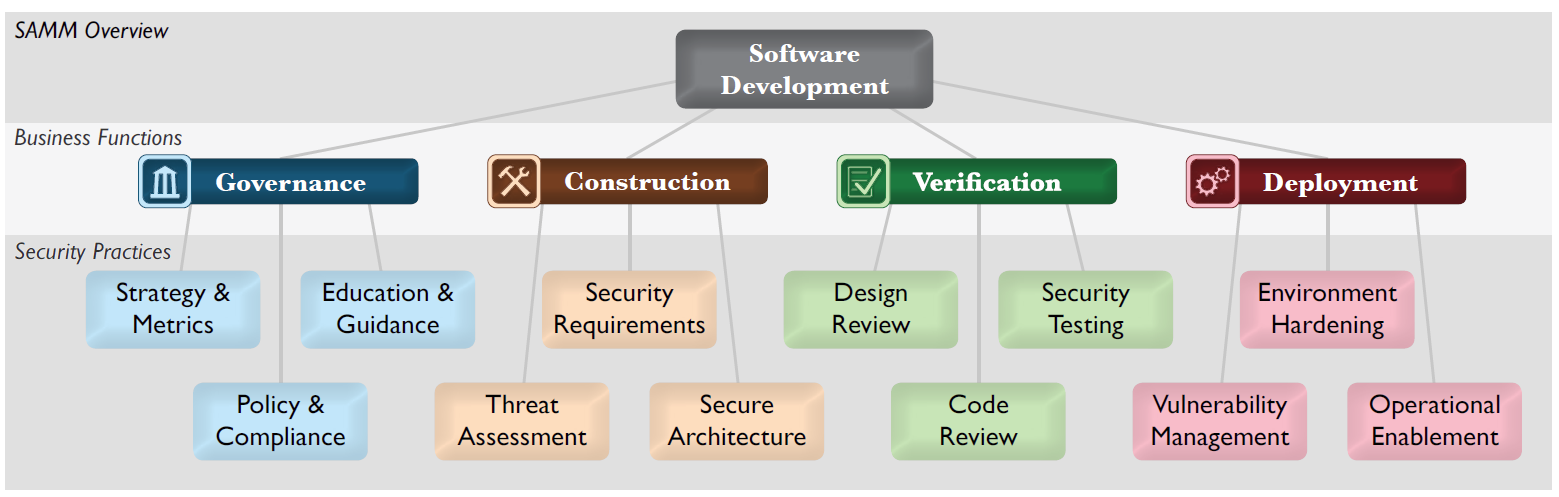 SAMM Overview
Software
Development
Business Functions
Governance
Construction
Verification
Deployment
Security Practices
Strategy &
Metrics
Education &
Guidance
Policy &
Compliance
Security
Requirements
Threat
Assessment
Secure
Architecture
Design
Review
Security
Testing
Code
Review
Environment
Hardening
Vulnerability
Management
Operational
Enablement